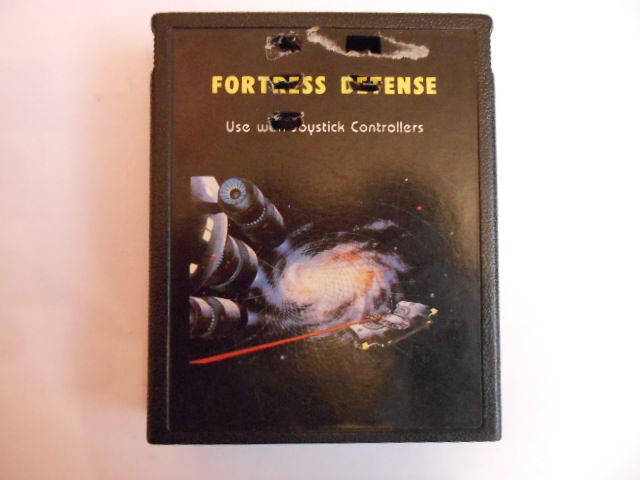 FORTRESS DEFENSE
Use with Joystick Controllers